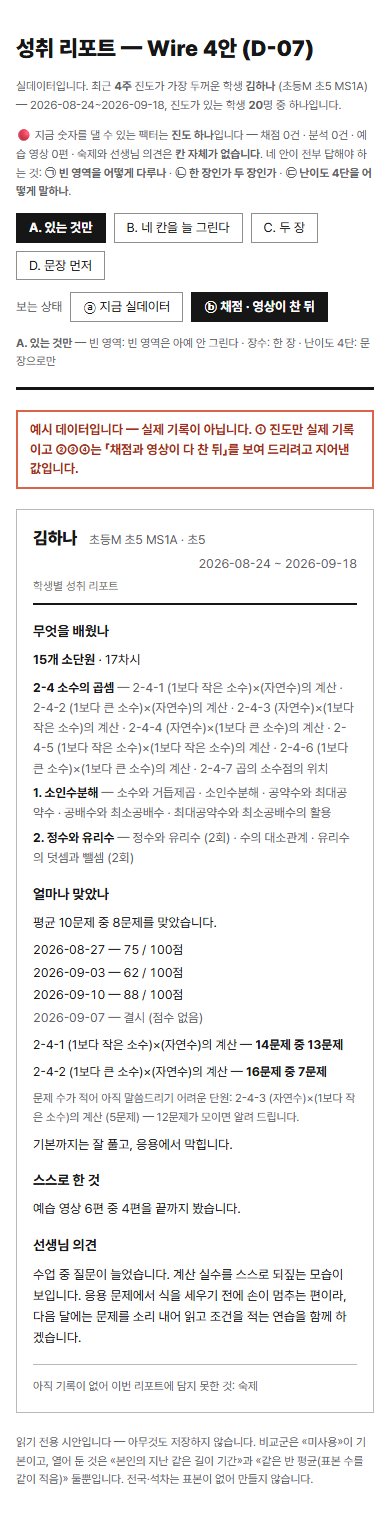 성취 리포트 — Wire 4안 (D-07)
실데이터입니다. 최근 4주 진도가 가장 두꺼운 학생 김하나 (초등M 초5 MS1A)
— 2026-08-24~2026-09-18, 진도가 있는 학생 20명 중 하나입니다.
🔴 지금 숫자를 낼 수 있는 팩터는 진도 하나입니다 — 채점 0건 · 분석 0건 · 예
습 영상 0편 · 숙제와 선생님 의견은 칸 자체가 없습니다. 네 안이 전부 답해야 하
는 것: ㉠ 빈 영역을 어떻게 다루나 · ㉡ 한 장인가 두 장인가 · ㉢ 난이도 4단을 어
떻게 말하나.
A. 있는 것만
B. 네 칸을 늘 그린다
C. 두 장
D. 문장 먼저
보는 상태
ⓐ 지금 실데이터
ⓑ 채점 · 영상이 찬 뒤
A. 있는 것만 — 빈 영역: 빈 영역은 아예 안 그린다 · 장수: 한 장 · 난이도 4단: 문
장으로만
예시 데이터입니다 — 실제 기록이 아닙니다. ① 진도만 실제 기록
이고 ②③④는 「채점과 영상이 다 찬 뒤」를 보여 드리려고 지어낸
값입니다.
김하나 초등M 초5 MS1A · 초5
2026-08-24 ~ 2026-09-18
학생별 성취 리포트
무엇을 배웠나
15개 소단원 · 17차시
2-4 소수의 곱셈 — 2-4-1 (1보다 작은 소수)×(자연수)의 계산 ·
2-4-2 (1보다 큰 소수)×(자연수)의 계산 · 2-4-3 (자연수)×(1보다
작은 소수)의 계산 · 2-4-4 (자연수)×(1보다 큰 소수)의 계산 · 2-
4-5 (1보다 작은 소수)×(1보다 작은 소수)의 계산 · 2-4-6 (1보다
큰 소수)×(1보다 큰 소수)의 계산 · 2-4-7 곱의 소수점의 위치
1. 소인수분해 — 소수와 거듭제곱 · 소인수분해 · 공약수와 최대공
약수 · 공배수와 최소공배수 · 최대공약수와 최소공배수의 활용
2. 정수와 유리수 — 정수와 유리수 (2회) · 수의 대소관계 · 유리수
의 덧셈과 뺄셈 (2회)
얼마나 맞았나
평균 10문제 중 8문제를 맞았습니다.
2026-08-27 — 75 / 100점
2026-09-03 — 62 / 100점
2026-09-10 — 88 / 100점
2026-09-07 — 결시 (점수 없음)
2-4-1 (1보다 작은 소수)×(자연수)의 계산 — 14문제 중 13문제
2-4-2 (1보다 큰 소수)×(자연수)의 계산 — 16문제 중 7문제
문제 수가 적어 아직 말씀드리기 어려운 단원: 2-4-3 (자연수)×(1보다 작
은 소수)의 계산 (5문제) — 12문제가 모이면 알려 드립니다.
기본까지는 잘 풀고, 응용에서 막힙니다.
스스로 한 것
예습 영상 6편 중 4편을 끝까지 봤습니다.
선생님 의견
수업 중 질문이 늘었습니다. 계산 실수를 스스로 되짚는 모습이
보입니다. 응용 문제에서 식을 세우기 전에 손이 멈추는 편이라,
다음 달에는 문제를 소리 내어 읽고 조건을 적는 연습을 함께 하
겠습니다.
아직 기록이 없어 이번 리포트에 담지 못한 것: 숙제
읽기 전용 시안입니다 — 아무것도 저장하지 않습니다. 비교군은 «미사용»이 기
본이고, 열어 둔 것은 «본인의 지난 같은 길이 기간»과 «같은 반 평균(표본 수를
같이 적음)» 둘뿐입니다. 전국·석차는 표본이 없어 만들지 않습니다.